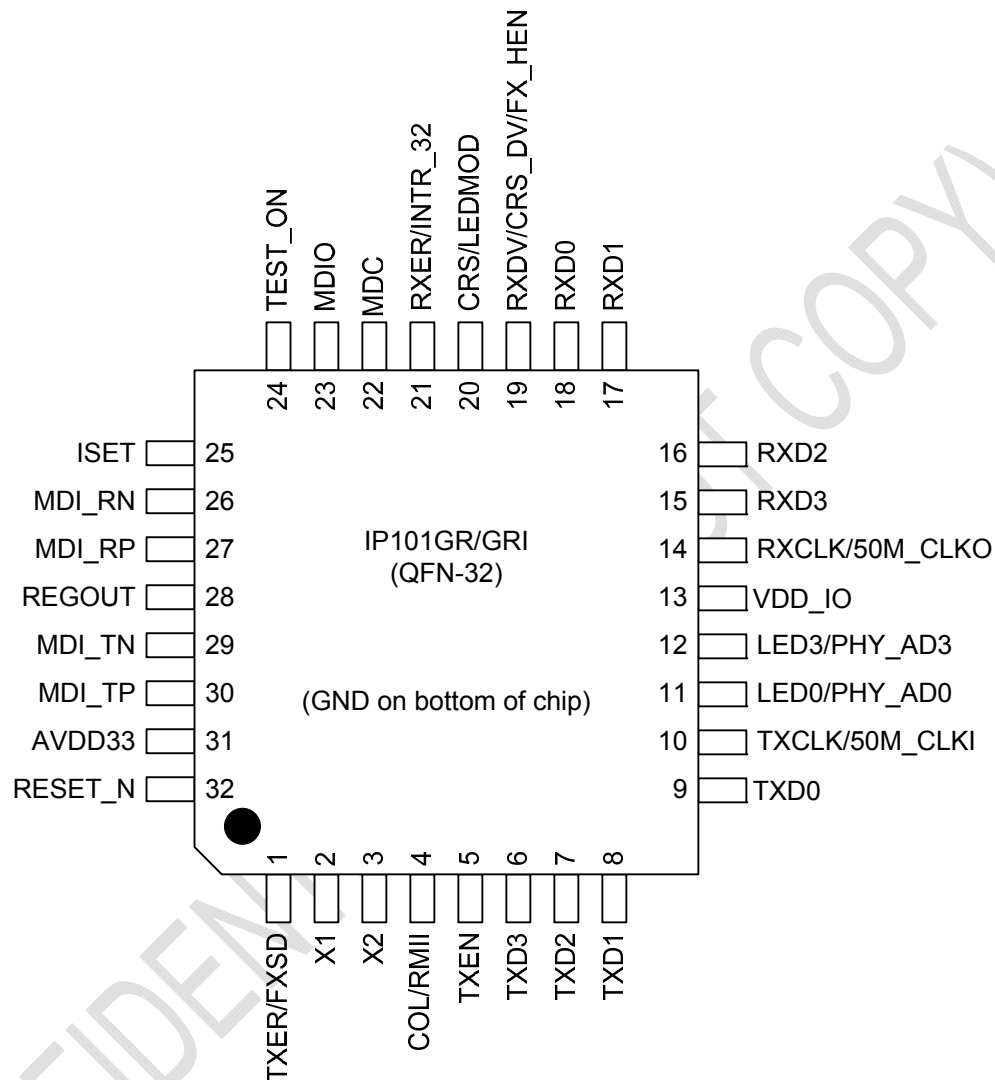 TEST_ON
MDIO
MDC
RXER/INTR_32
CRS/LEDMOD
RXDV/CRS_DV/FX_HEN
RXD0
RXD1
24
23
22
21
20
19
18
17
ISET 25
MDI_RN 26
MDI_RP 27
REGOUT 28
MDI_TN 29
MDI_TP 30
AVDD33 31
RESET_N 32
IP101GR/GRI
(QFN-32)
(GND on bottom of chip)
16 RXD2
15 RXD3
14 RXCLK/50M_CLKO
13 VDD_IO
12 LED3/PHY_AD3
11 LED0/PHY_AD0
10 TXCLK/50M_CLKI
9 TXD0
1
2
3
4
5
6
7
8
TXER/FXSD
X1
X2
COL/RMII
TXEN
TXD3
TXD2
TXD1
COPY)